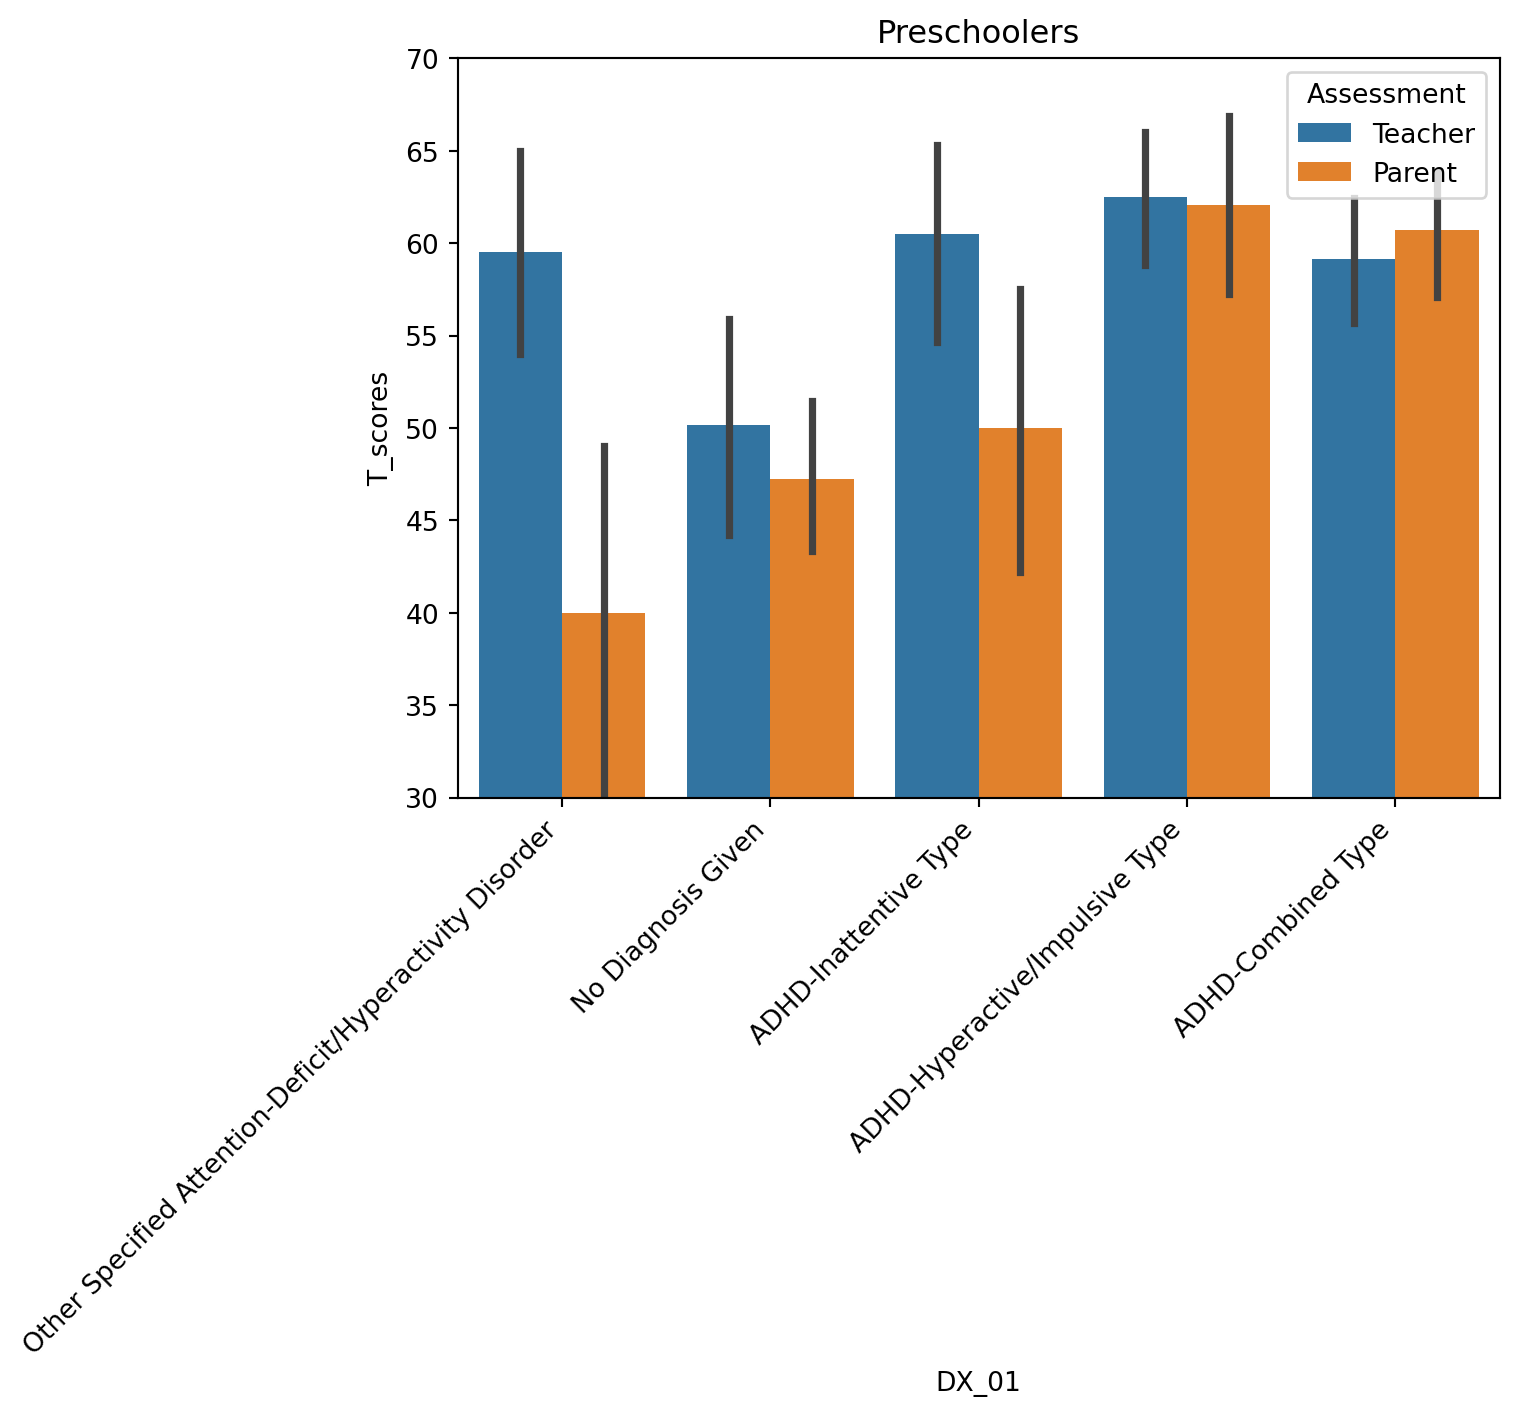 Preschoolers
Assessment
Teacher
Parent
T_scores
70
65
60
55
50
45
40
35
30
Other Specified Attention-Deficit/Hyperactivity Disorder
No Diagnosis Given
ADHD-Inattentive Type
ADHD-Hyperactive/Impulsive Type
ADHD-Combined Type
DX_01